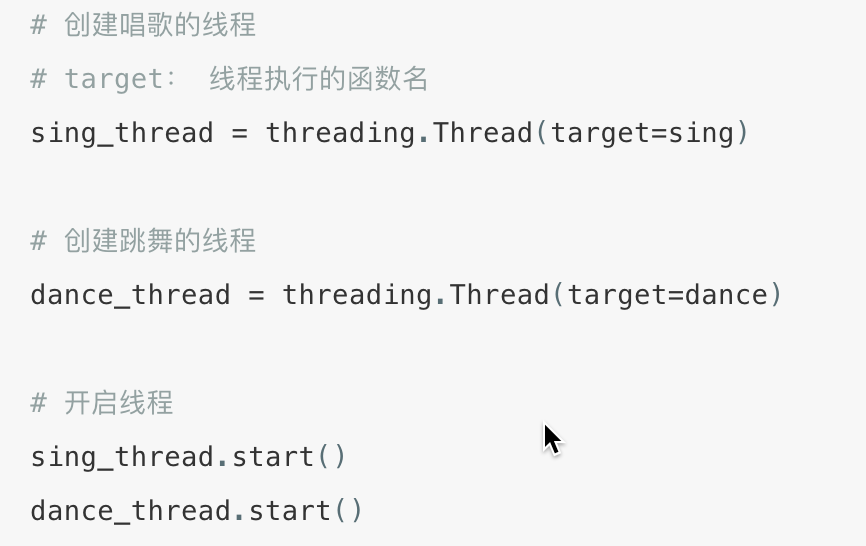 # 创建唱歌的线程
# target： 线程执行的函数名
sing_thread = threading.Thread(target=sing)
# 创建跳舞的线程
dance_thread = threading.Thread(target=dance)
# 开启线程
sing_thread.start()
dance_thread.start()